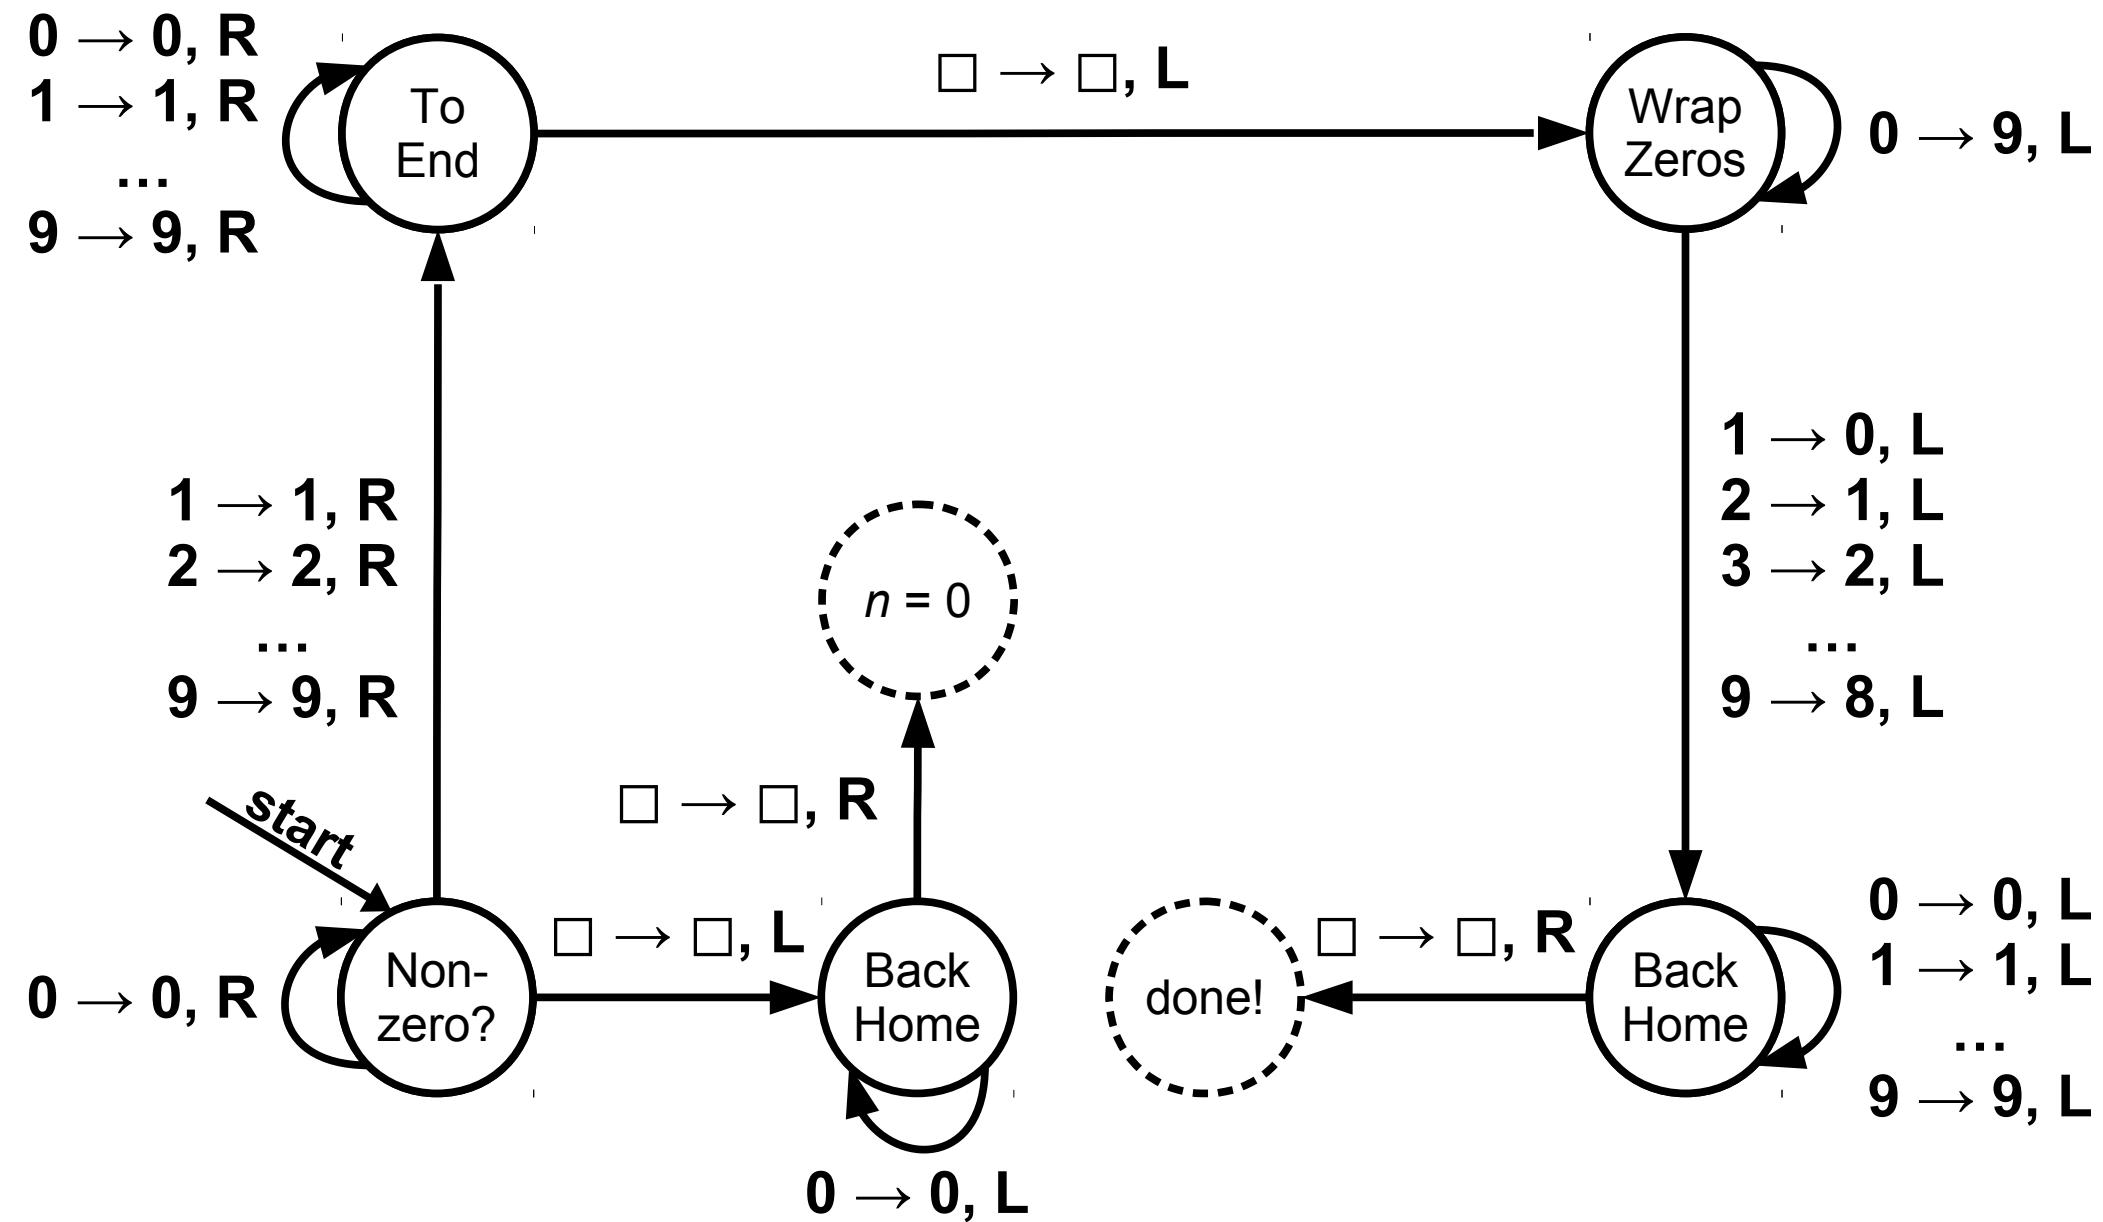 0 → 0, R
1 → 1, R
...
9 → 9, R
To
End
□ → □, L
Wrap
Zeros
0 → 9, L
1 → 1, R
2 → 2, R
...
9 → 9, R
n = 0
1 → 0, L
2 → 1, L
3 → 2, L
...
9 → 8, L
start
□ → □, R
0 → 0, R
Non-
zero?
□ → □, L
Back
Home
0 → 0, L
done!
□ → □, R
Back
Home
0 → 0, L
1 → 1, L
...
9 → 9, L